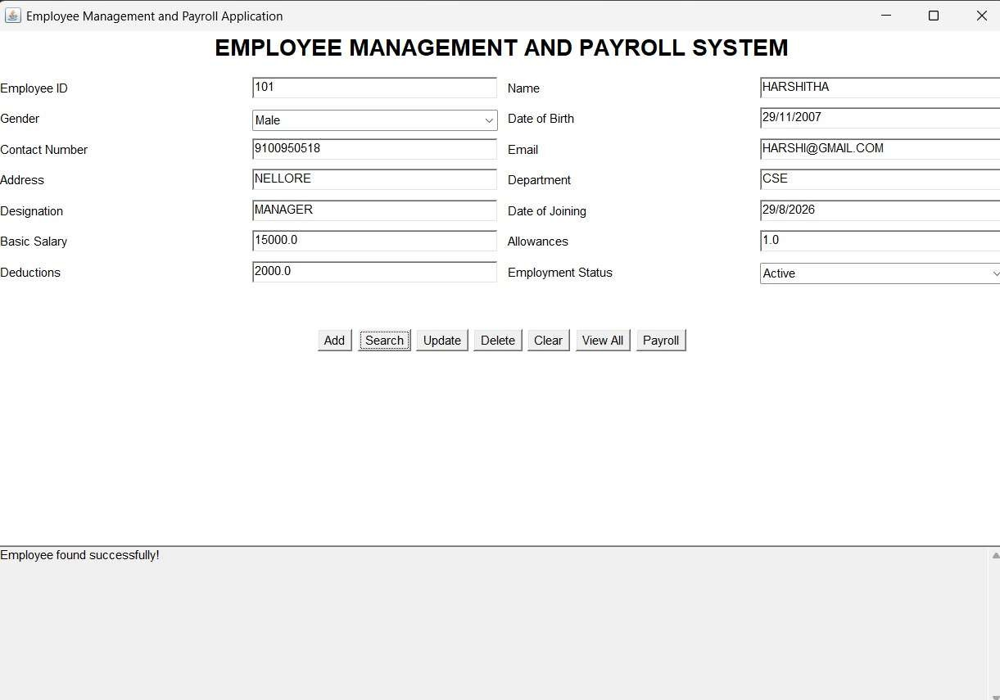 Employee Management and Payroll Application
EMPLOYEE MANAGEMENT AND PAYROLL SYSTEM
Employee ID 101 Name HARSHITHA
Gender Male Date of Birth 29/11/2007
Contact Number 9100950518 Email HARSHI@GMAIL.COM
Address NELLORE Department CSE
Designation MANAGER Date of Joining 29/8/2026
Basic Salary 15000.0 Allowances 1.0
Deductions 2000.0 Employment Status Active
Add Search Update Delete Clear View All Payroll
Employee found successfully!